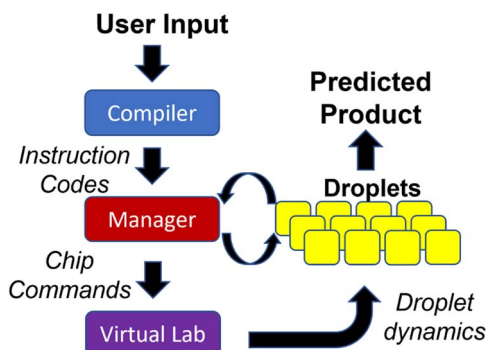 User Input
Compiler
Instruction
Codes
Manager
Chip
Commands
Virtual Lab
Predicted
Product
Droplets
Droplet
dynamics